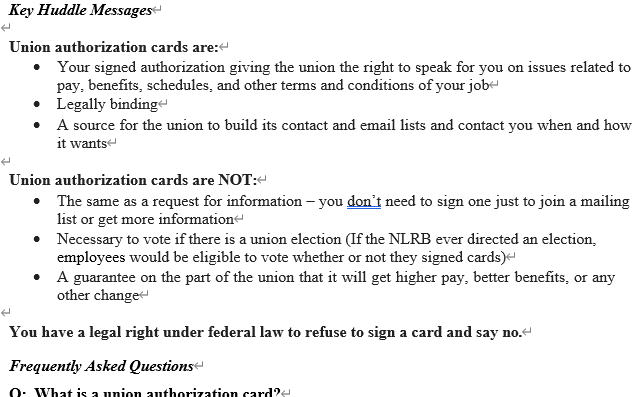 Key Huddle Messages
Union authorization cards are:
• Your signed authorization giving the union the right to speak for you on issues related to
pay, benefits, schedules, and other terms and conditions of your job
• Legally binding
• A source for the union to build its contact and email lists and contact you when and how
it wants
Union authorization cards are NOT:
• The same as a request for information – you don't need to sign one just to join a mailing
list or get more information
• Necessary to vote if there is a union election (If the NLRB ever directed an election,
employees would be eligible to vote whether or not they signed cards)
• A guarantee on the part of the union that it will get higher pay, better benefits, or any
other change
You have a legal right under federal law to refuse to sign a card and say no.
Frequently Asked Questions
Q: What is a union authorization card?